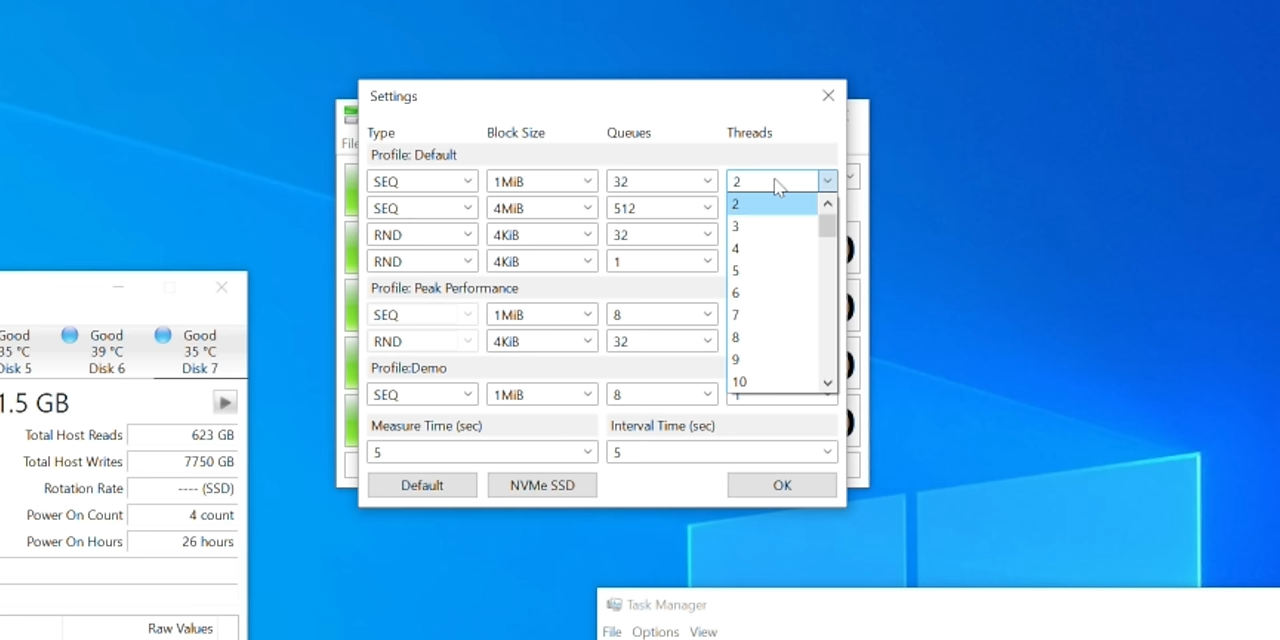 Settings
Type Block Size Queues Threads
File
Profile: Default
SEQ 1MiB 32 2
SEQ 4MiB 512 2
3
RND 4KiB 32 4
RND 4KiB 1 5
6
Profile: Peak Performance
SEQ 1MiB 8 7
RND 4KiB 32 8
9
Profile:Demo
10
SEQ 1MiB 8 1
Measure Time (sec) Interval Time (sec)
5 5
Default NVMe SSD OK
Good Good Good
35 °C 39 °C 35 °C
Disk 5 Disk 6 Disk 7
1.5 GB
Total Host Reads 623 GB
Total Host Writes 7750 GB
Rotation Rate ---- (SSD)
Power On Count 4 count
Power On Hours 26 hours
Raw Values
Task Manager
File Options View